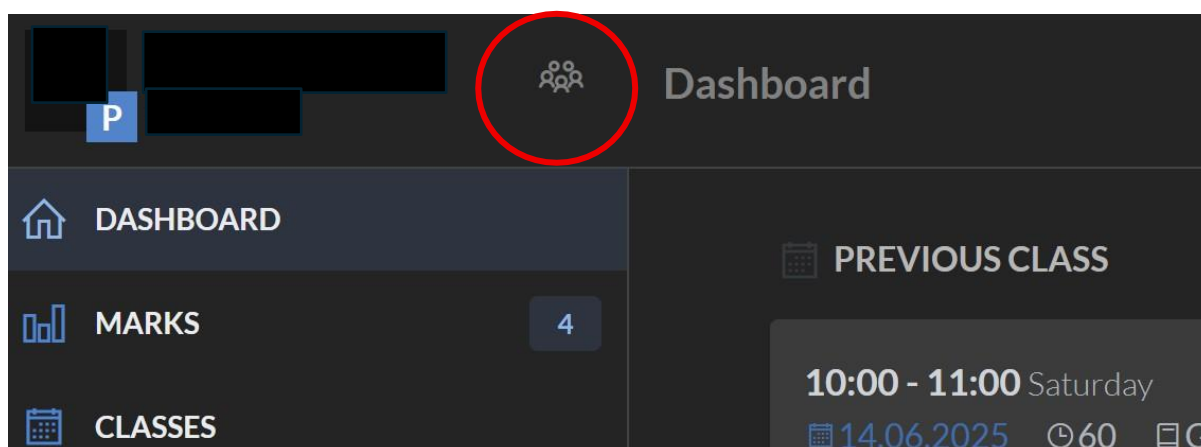 P
Dashboard
DASHBOARD
MARKS
4
CLASSES
PREVIOUS CLASS
10:00 - 11:00 Saturday
14.06.2025 60